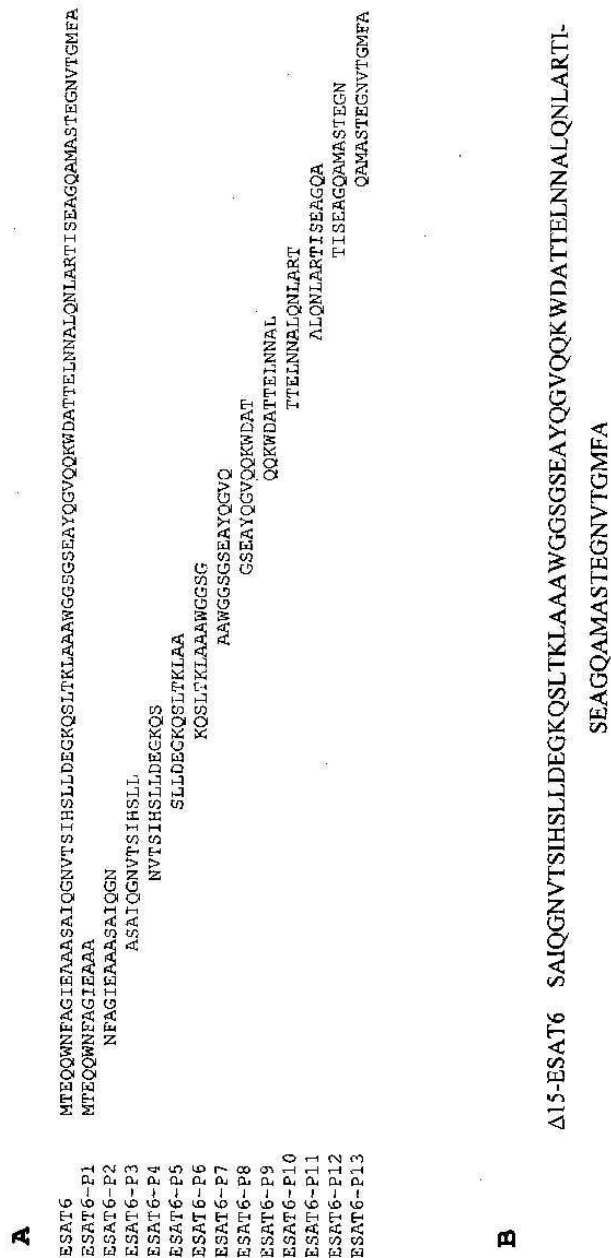 A
ESAT6 MTEQQWNFAGIEAAASAIQGNVTSIHSLLDEGKQSLTKLAAAWGGSGSEAYQGVQQKWDATTELNNALQNLARTISEAGQAMASTEGNVTGMFA
ESAT6-P1 MTEQQWNFAGIEAAA
ESAT6-P2 NFAGIEAAASAIQGN
ESAT6-P3 ASAIQGNVTSIHSLL
ESAT6-P4 NVTSIHSLLDEGKQS
ESAT6-P5 SLLDEGKQSLTKLAA
ESAT6-P6 KQSLTKLAAAWGGSG
ESAT6-P7 AAWGGSGSEAYQGVQ
ESAT6-P8 GSEAYQGVQQKWDAT
ESAT6-P9 QQKWDATTELNNAL
ESAT6-P10 TTELNNALQNLART
ESAT6-P11 ALQNLARTISEAGQA
ESAT6-P12 TISEAGQAMASTEGN
ESAT6-P13 QAMASTEGNVTGMFA
B
Δ15-ESAT6 SAIQGNVTSIHSLLDEGKQSLTKLAAAWGGSGSEAYQGVQQKWDATTELNNALQNLARTI-
SEAGQAMASTEGNVTGMFA